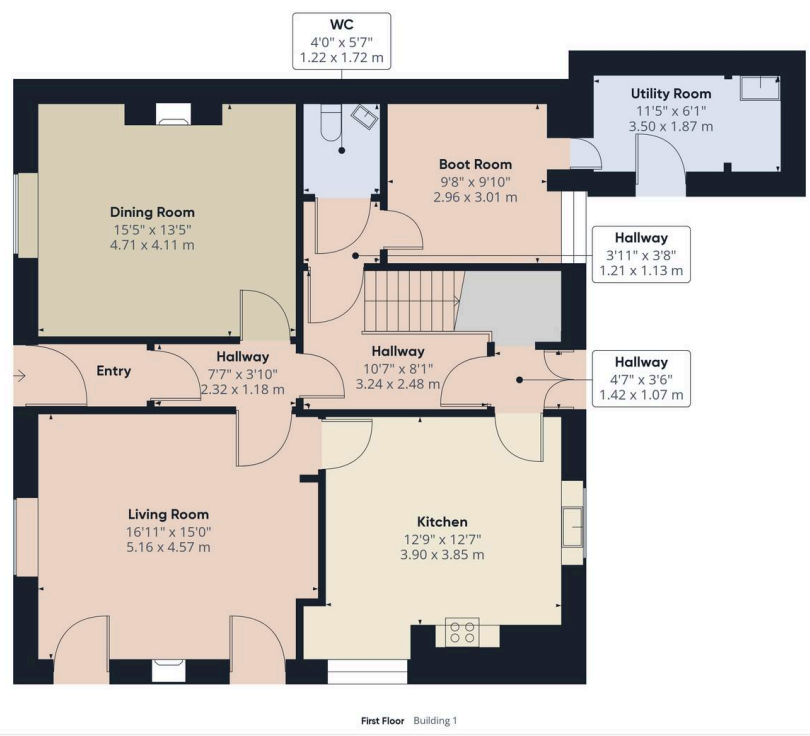 WC
4'0" x 5'7"
1.22 x 1.72 m
Utility Room
11'5" x 6'1"
3.50 x 1.87 m
Boot Room
9'8" x 9'10"
2.96 x 3.01 m
Dining Room
15'5" x 13'5"
4.71 x 4.11 m
Hallway
3'11" x 3'8"
1.21 x 1.13 m
Hallway
10'7" x 8'1"
3.24 x 2.48 m
Hallway
7'7" x 3'10"
2.32 x 1.18 m
Entry
Hallway
4'7" x 3'6"
1.42 x 1.07 m
Living Room
16'11" x 15'0"
5.16 x 4.57 m
Kitchen
12'9" x 12'7"
3.90 x 3.85 m
First Floor Building 1